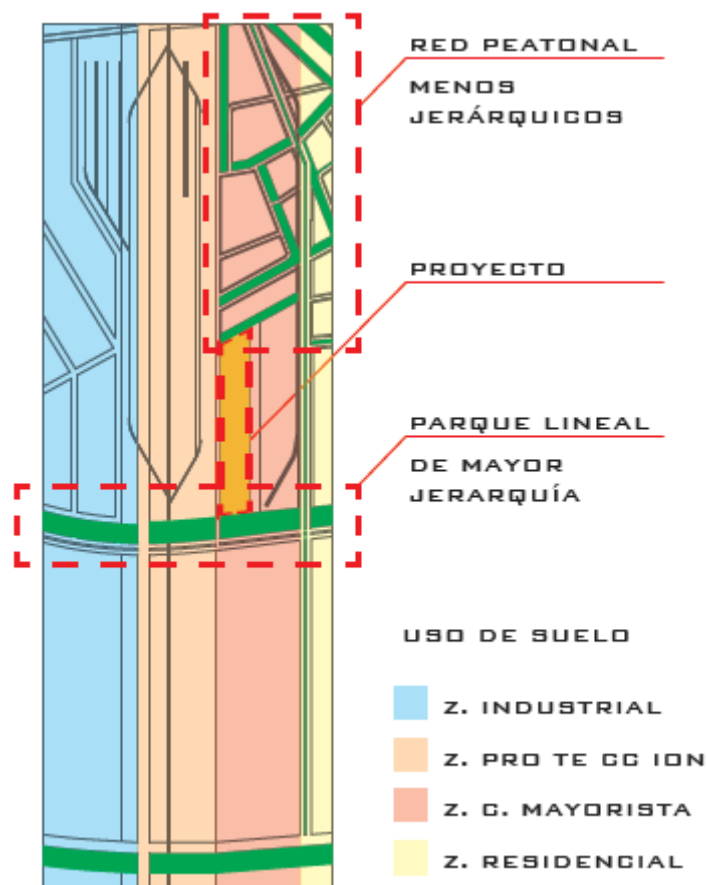 RED PEATONAL
MENOS
JERÁRQUICOS
PROYECTO
PARQUE LINEAL
DE MAYOR
JERARQUÍA
USO DE SUELO
Z. INDUSTRIAL
Z. PRO TE CC ION
Z. C. MAYORISTA
Z. RESIDENCIAL